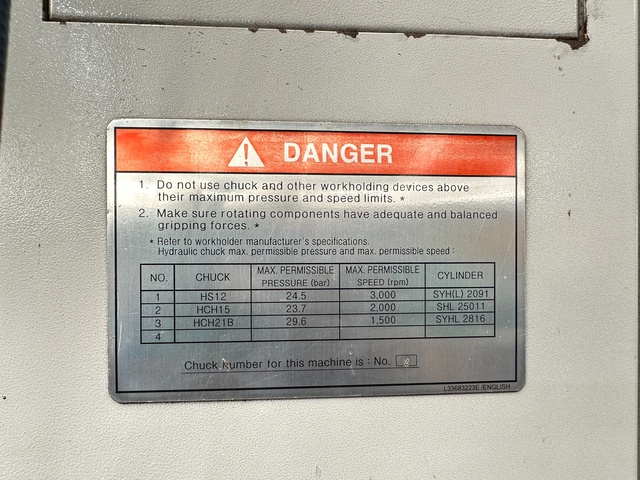 DANGER
1. Do not use chuck and other workholding devices above
their maximum pressure and speed limits. *
2. Make sure rotating components have adequate and balanced
gripping forces. *
* Refer to workholder manufacturer's specifications.
Hydraulic chuck max. permissible pressure and max. permissible speed :
NO. CHUCK MAX. PERMISSIBLE PRESSURE (bar) MAX. PERMISSIBLE SPEED (rpm) CYLINDER
1 HS12 24.5 3,000 SYH(L) 2091
2 HCH15 23.7 2,000 SHL 25011
3 HCH21B 29.6 1,500 SYHL 2816
4
Chuck Number for this machine is : No.
L33683223E /ENGLISH